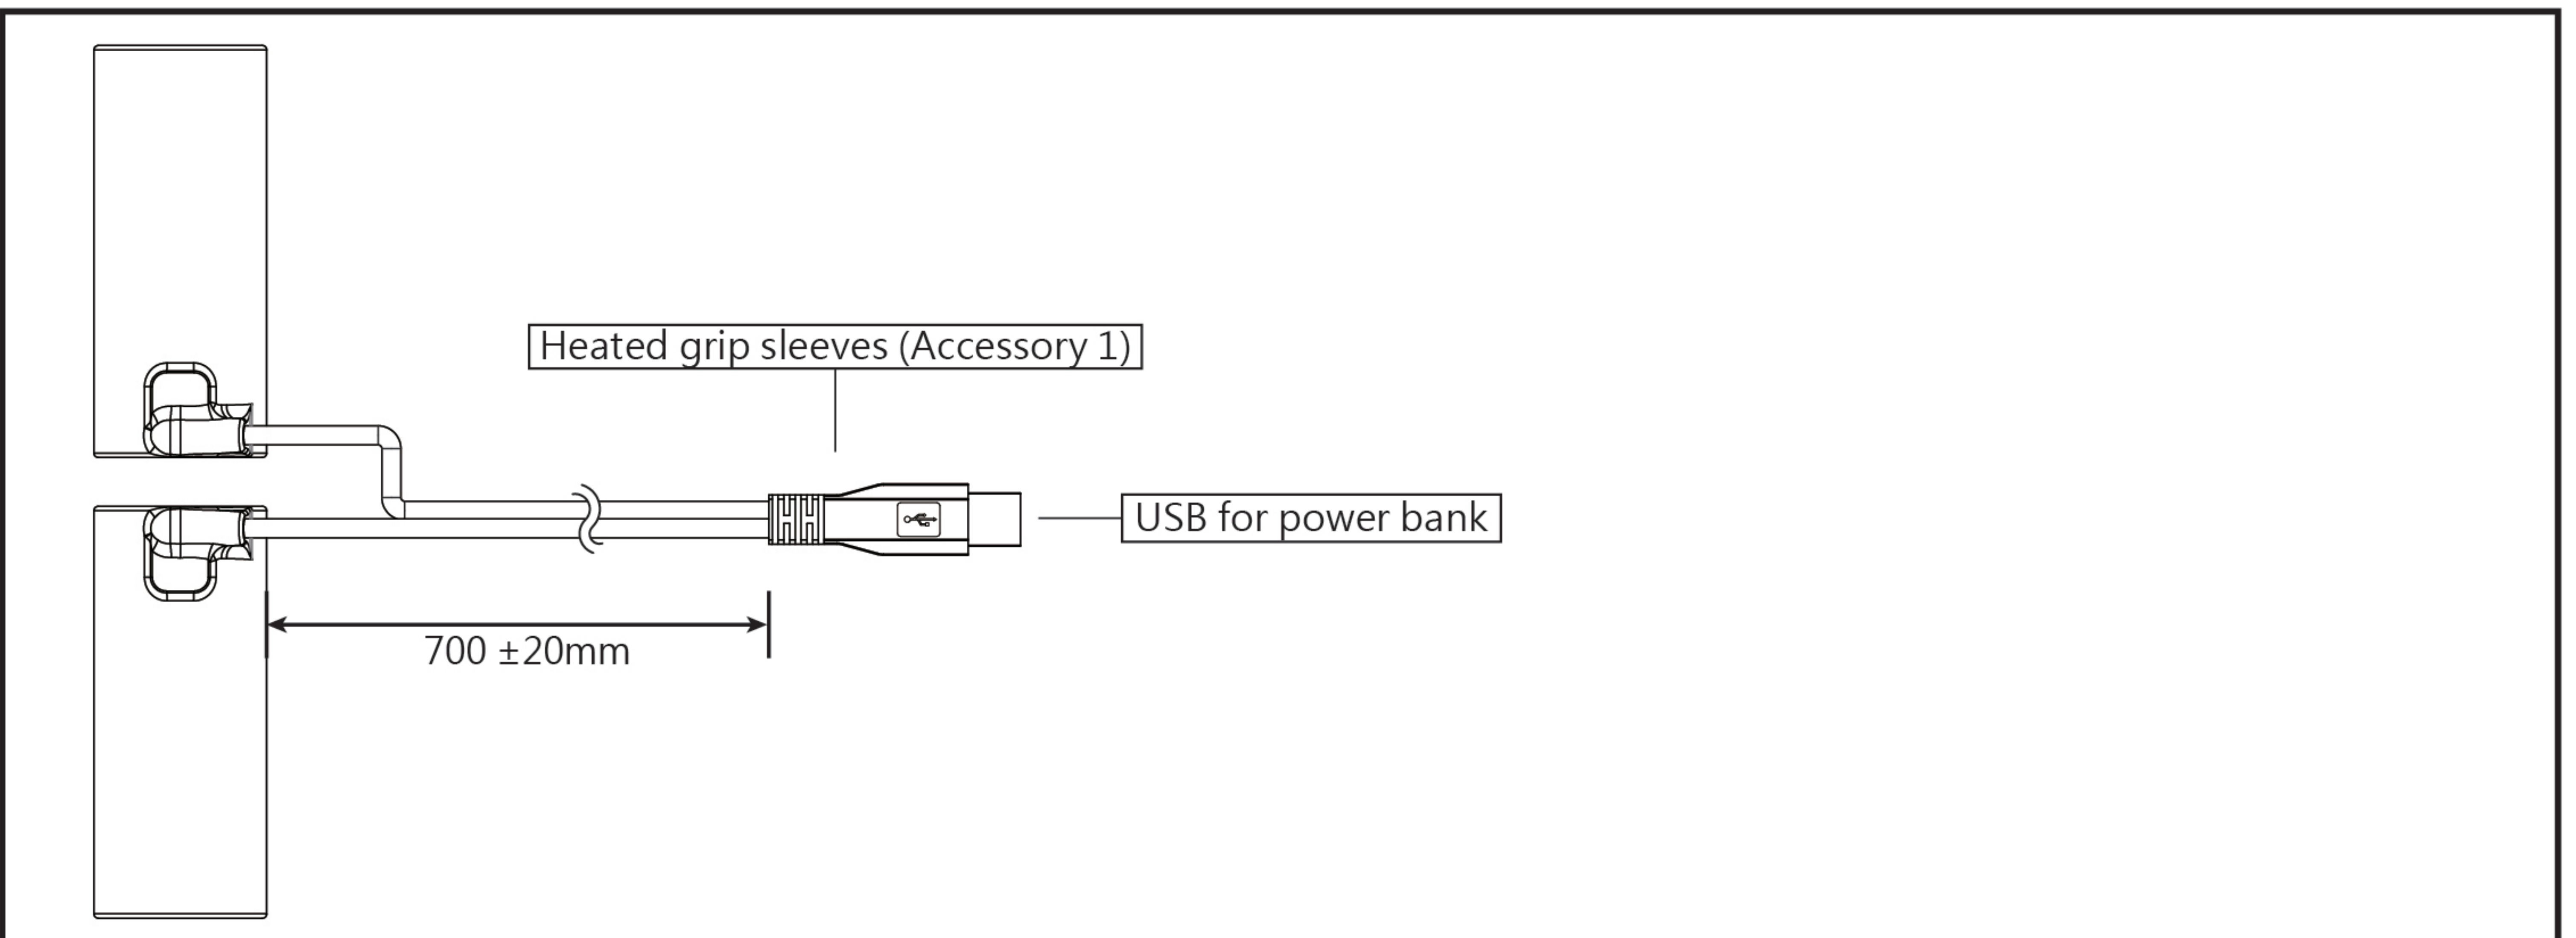 Heated grip sleeves (Accessory 1)
USB for power bank
700 ±20mm